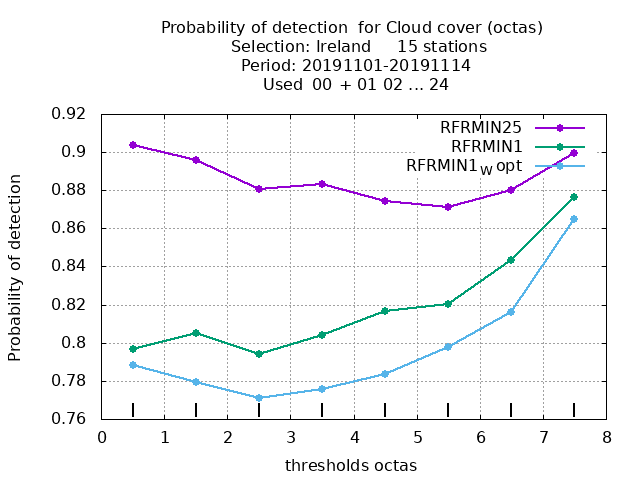 Probability of detection  for Cloud cover (octas)
Selection: Ireland     15 stations
Period: 20191101-20191114
Used  00  + 01 02 ... 24
0.92
0.9
0.88
0.86
0.84
0.82
0.8
0.78
0.76
Probability of detection
RFRMIN25
RFRMIN1
RFRMIN1W opt
0 1 2 3 4 5 6 7 8
thresholds octas